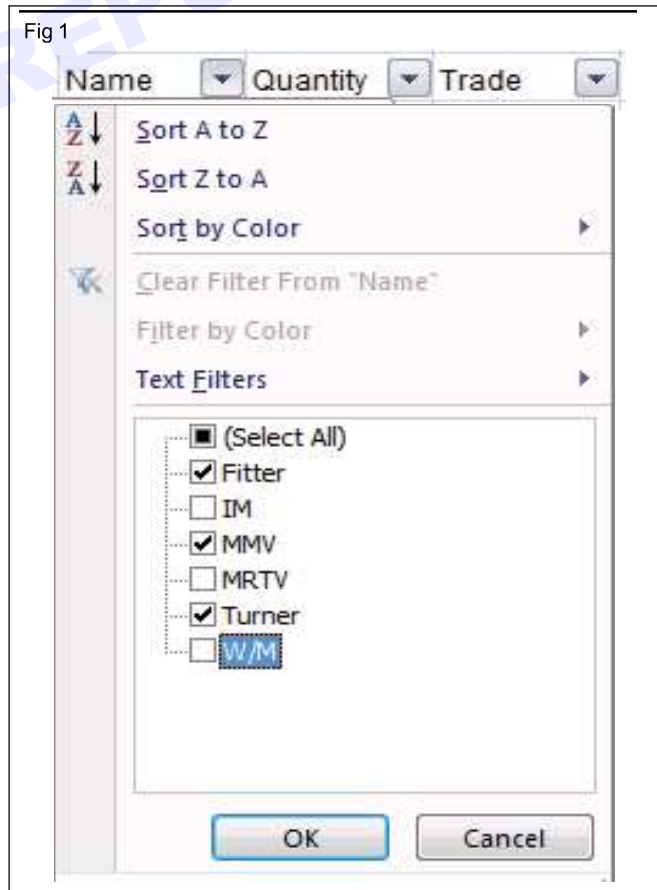 Fig 1
Name Quantity Trade
Sort A to Z
Sort Z to A
Sort by Color
Clear Filter From "Name"
Filter by Color
Text Filters
(Select All)
Fitter
IM
MMV
MRTV
Turner
W/M
OK Cancel